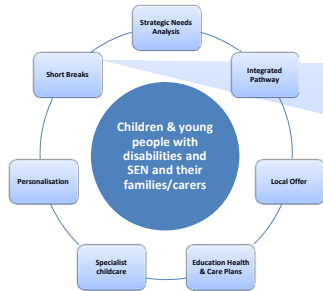 Strategic Needs
Analysis
Short Breaks
Integrated
Pathway
Children & young
people with
disabilities and
SEN and their
families/carers
Personalisation
Local Offer
Specialist
childcare
Education Health
& Care Plans